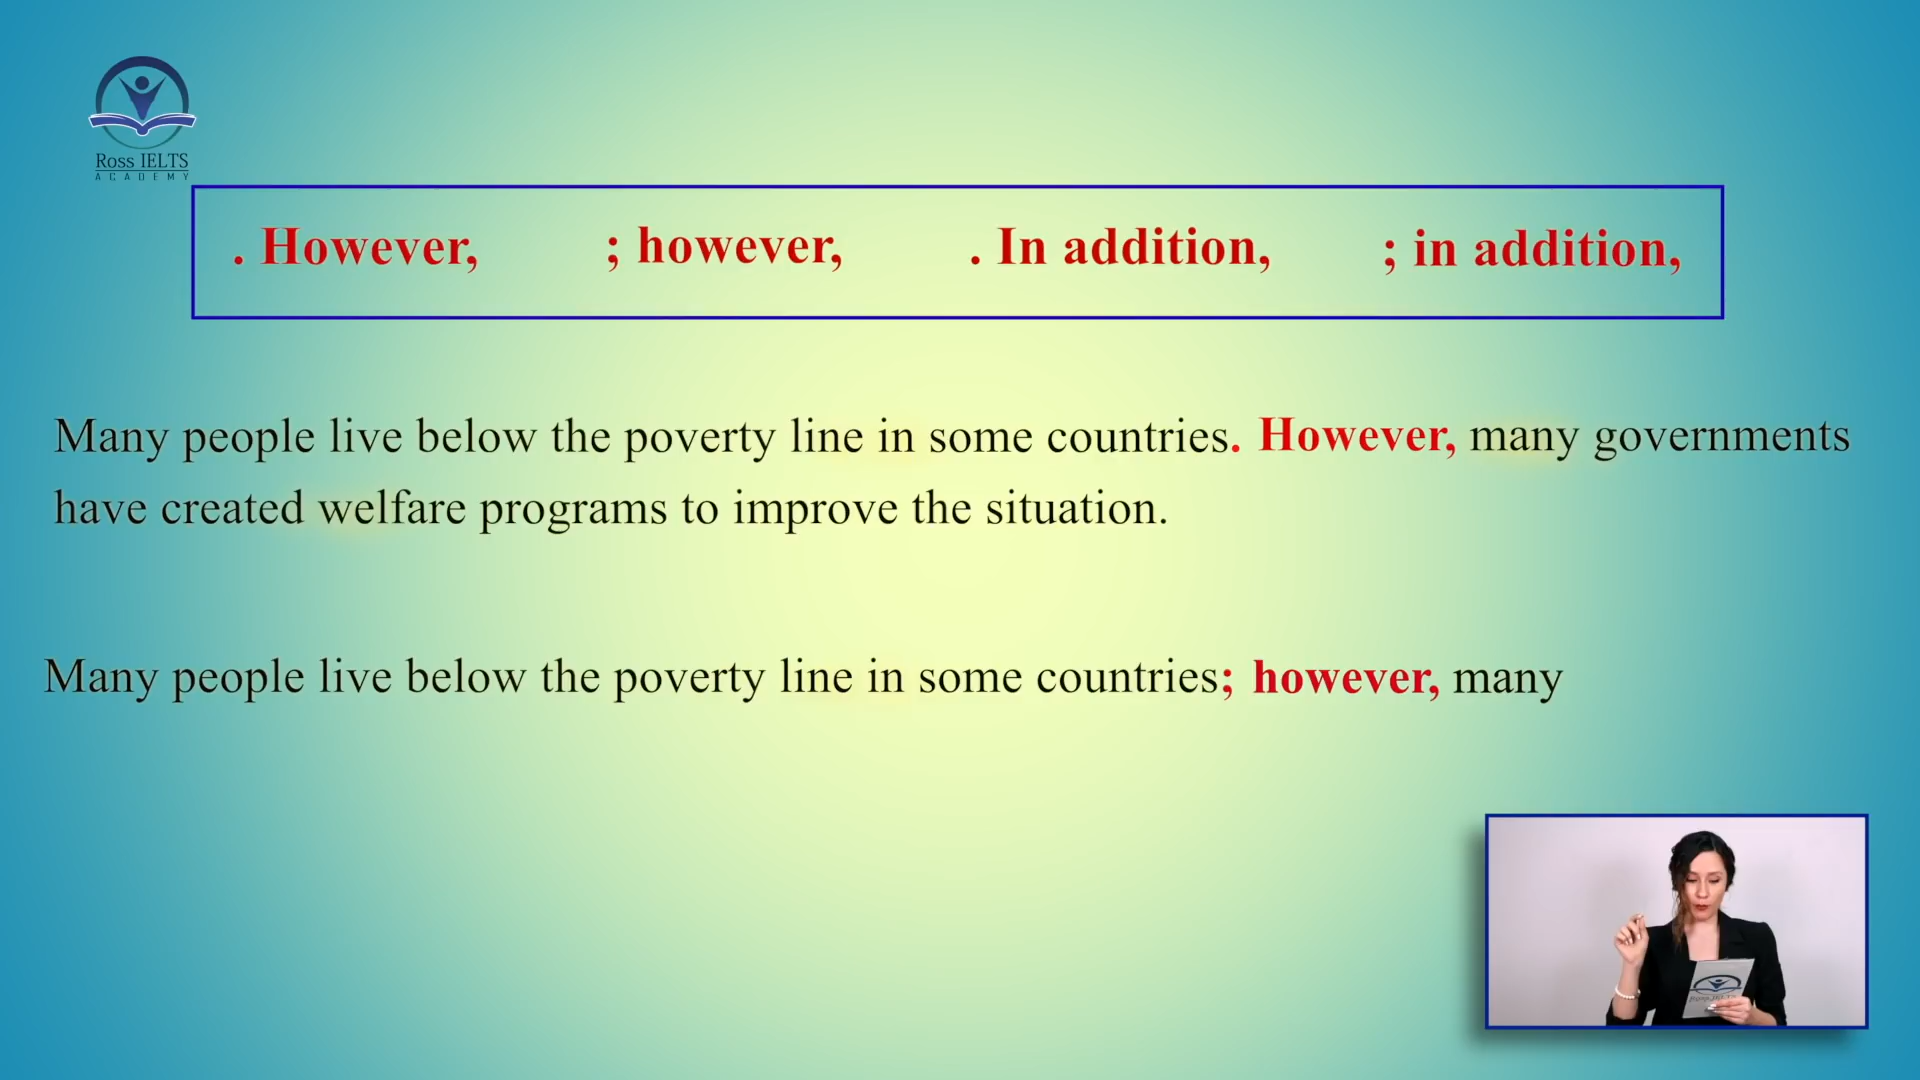 Ross IELTS
ACADEMY
. However, ; however, . In addition, ; in addition,
Many people live below the poverty line in some countries. However, many governments
have created welfare programs to improve the situation.
Many people live below the poverty line in some countries; however, many